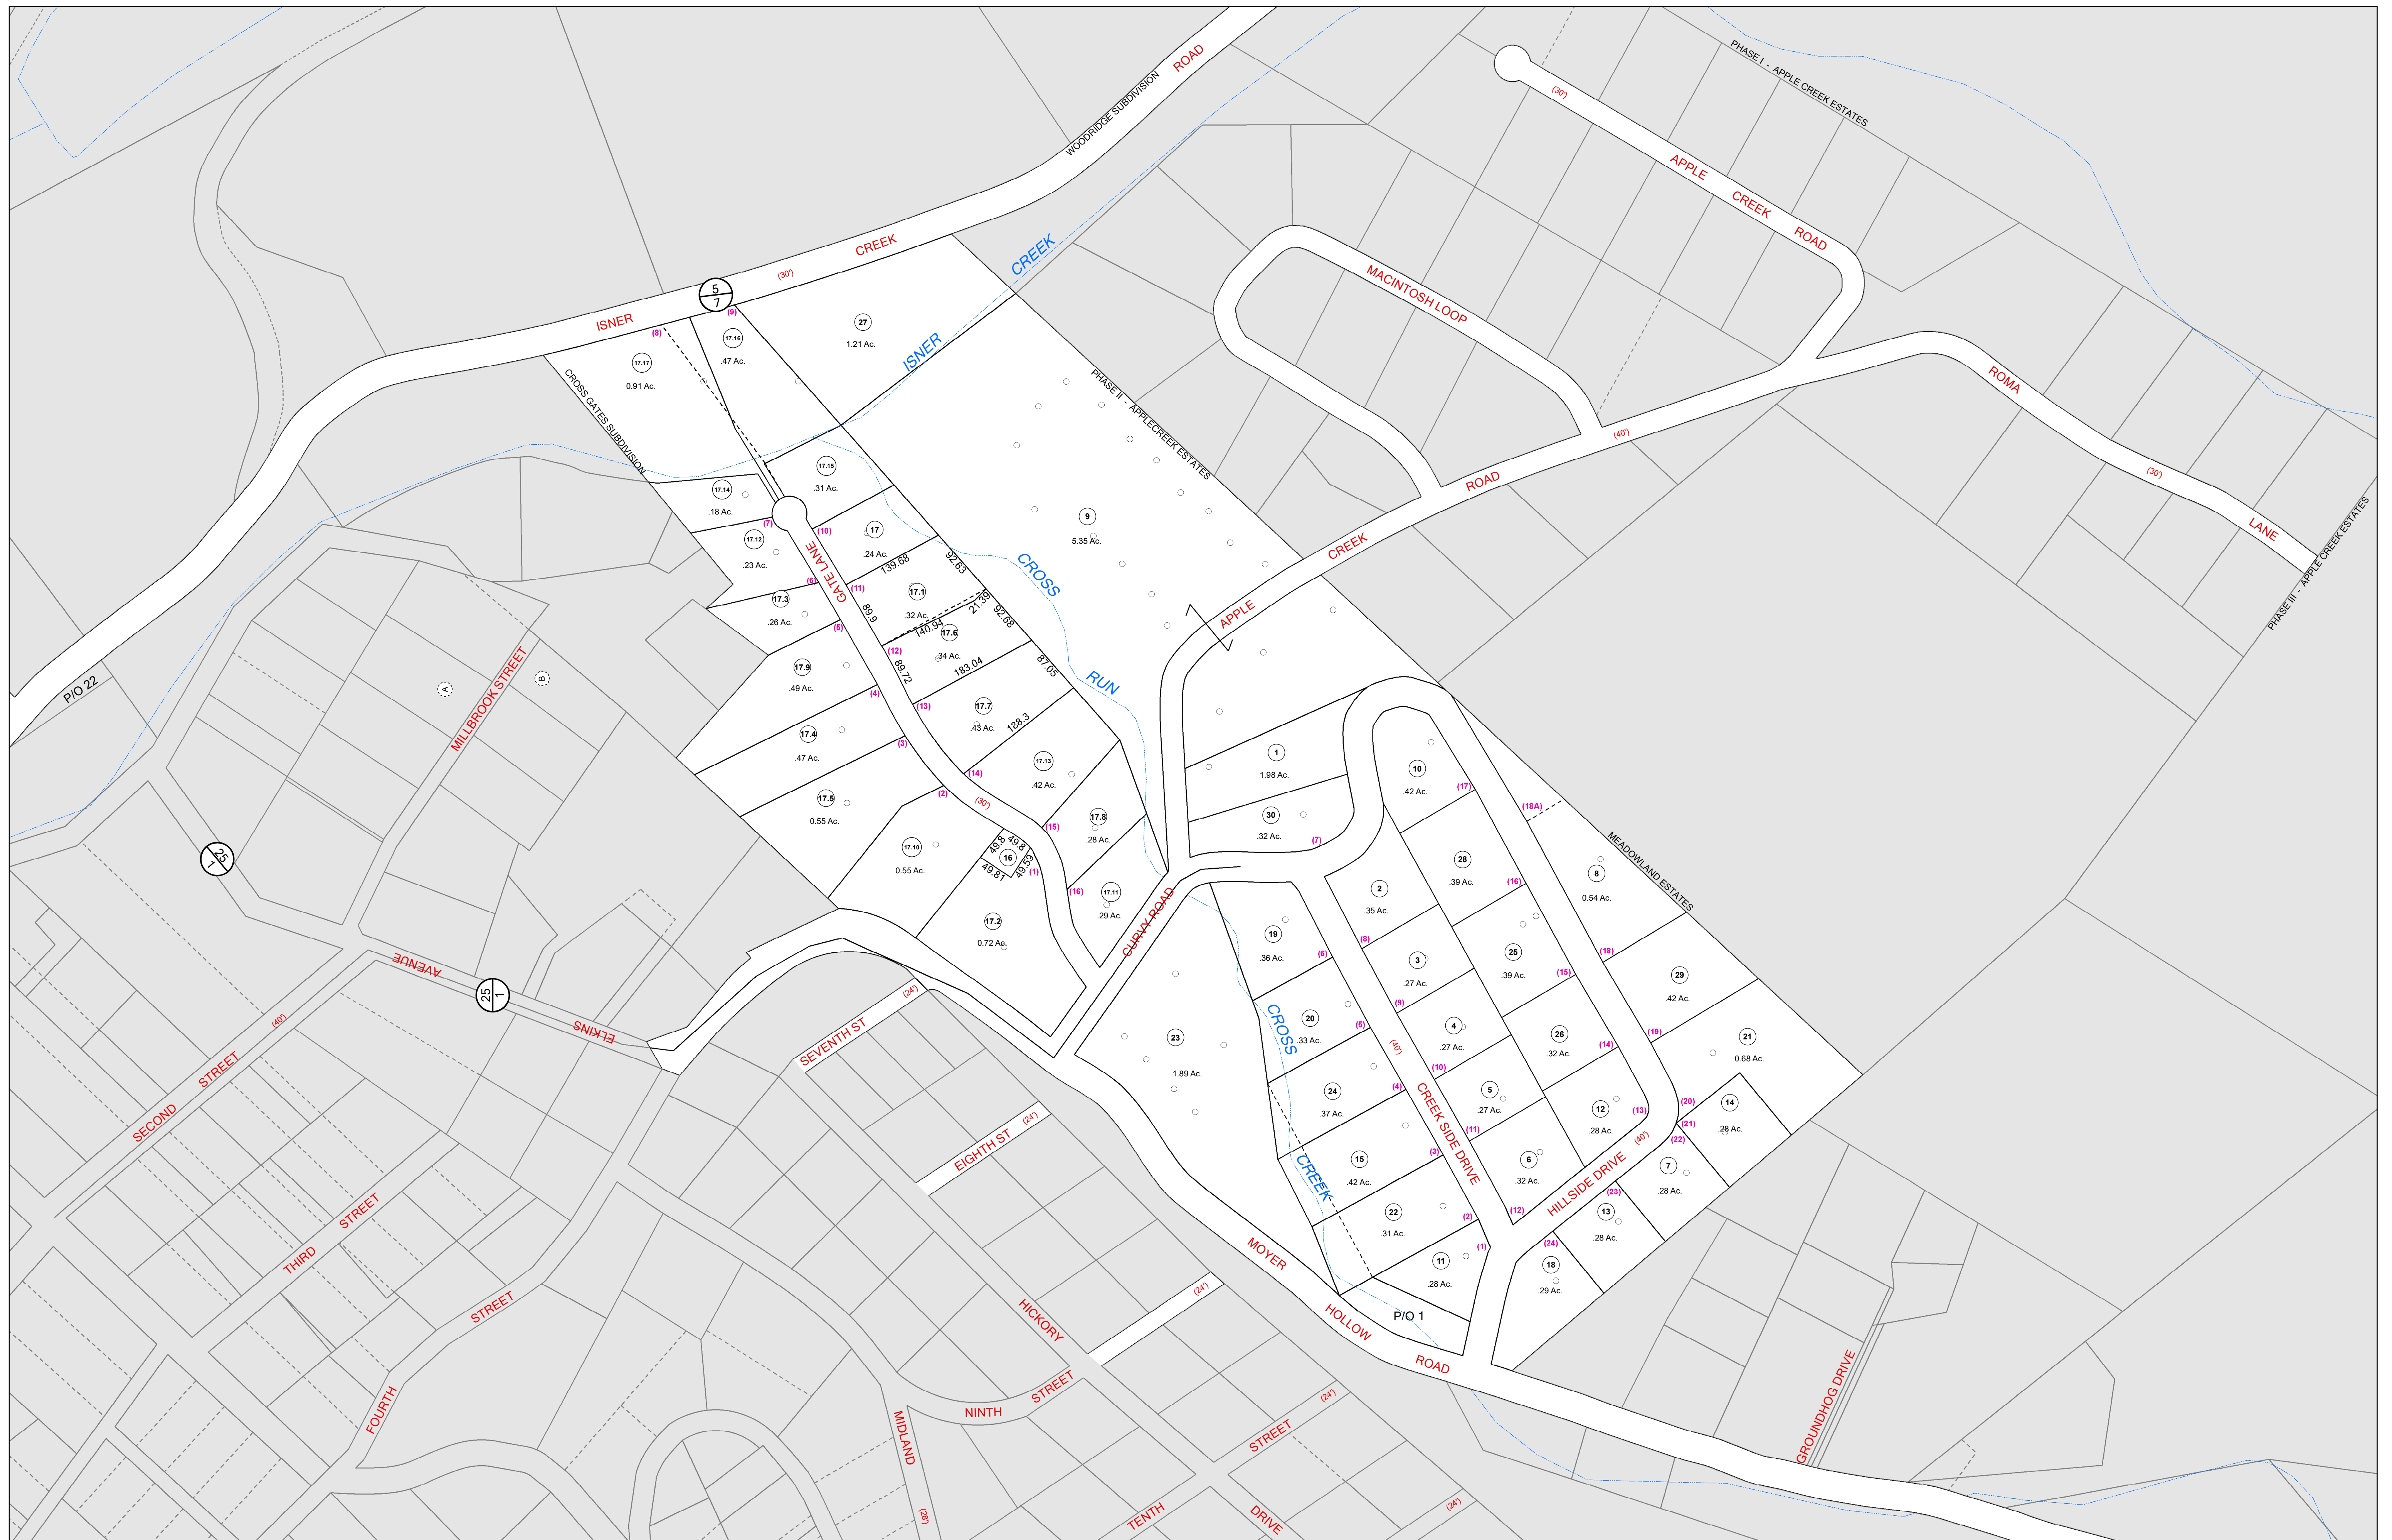 WOODRIDGE SUBDIVISION
ISNER CREEK ROAD
(30')
5
7
PHASE I - APPLE CREEK ESTATES
(30')
APPLE CREEK ROAD
MACINTOSH LOOP
ROMA LANE
(30')
(40')
PHASE III - APPLE CREEK ESTATES
PHASE II - APPLECREEK ESTATES
APPLE CREEK ROAD
ISNER CREEK
CROSS RUN
CROSS GATES SUBDIVISION
(8)
(9)
17.17
0.91 Ac.
17.16
.47 Ac.
27
1.21 Ac.
17.15
.31 Ac.
17.14
.18 Ac.
(7)
(10)
17
.24 Ac.
139.68
92.63
17.12
.23 Ac.
(6)
GATE LANE
(11)
17.1
.32 Ac.
89.9
140.94
21.39
92.68
17.3
.26 Ac.
(5)
(12)
17.6
.34 Ac.
89.72
183.04
87.05
17.9
.49 Ac.
(4)
(13)
17.7
.43 Ac.
188.3
17.4
.47 Ac.
(3)
(14)
17.13
.42 Ac.
17.5
0.55 Ac.
(2)
(30')
(15)
17.8
.28 Ac.
17.10
0.55 Ac.
49.8
49.8
16
49.59
49.81
(1)
(16)
17.11
.29 Ac.
17.2
0.72 Ac.
CURVY ROAD
9
5.35 Ac.
1
1.98 Ac.
30
.32 Ac.
(7)
10
.42 Ac.
(17)
(18A)
MEADOWLAND ESTATES
28
.39 Ac.
(16)
8
0.54 Ac.
(18)
2
.35 Ac.
(8)
3
.27 Ac.
(9)
25
.39 Ac.
(15)
29
.42 Ac.
(19)
4
.27 Ac.
(10)
26
.32 Ac.
(14)
21
0.68 Ac.
5
.27 Ac.
(11)
12
.28 Ac.
(13)
(20)
(21)
(22)
14
.28 Ac.
6
.32 Ac.
(12)
(40')
HILLSIDE DRIVE
7
.28 Ac.
(23)
13
.28 Ac.
(24)
18
.29 Ac.
19
.36 Ac.
(6)
20
.33 Ac.
(5)
(40')
CREEK SIDE DRIVE
24
.37 Ac.
(4)
15
.42 Ac.
(3)
22
.31 Ac.
(2)
11
.28 Ac.
(1)
P/O 1
CROSS CREEK
23
1.89 Ac.
MOYER HOLLOW ROAD
P/O 22
A
B
MILLBROOK STREET
25
1
25
1
ELKINS AVENUE
SECOND STREET
(40')
THIRD STREET
FOURTH STREET
SEVENTH ST
(24')
EIGHTH ST
(24')
(24')
HICKORY DRIVE
NINTH STREET
MIDLAND
(28')
TENTH STREET
(24')
(24')
GROUNDHOG DRIVE